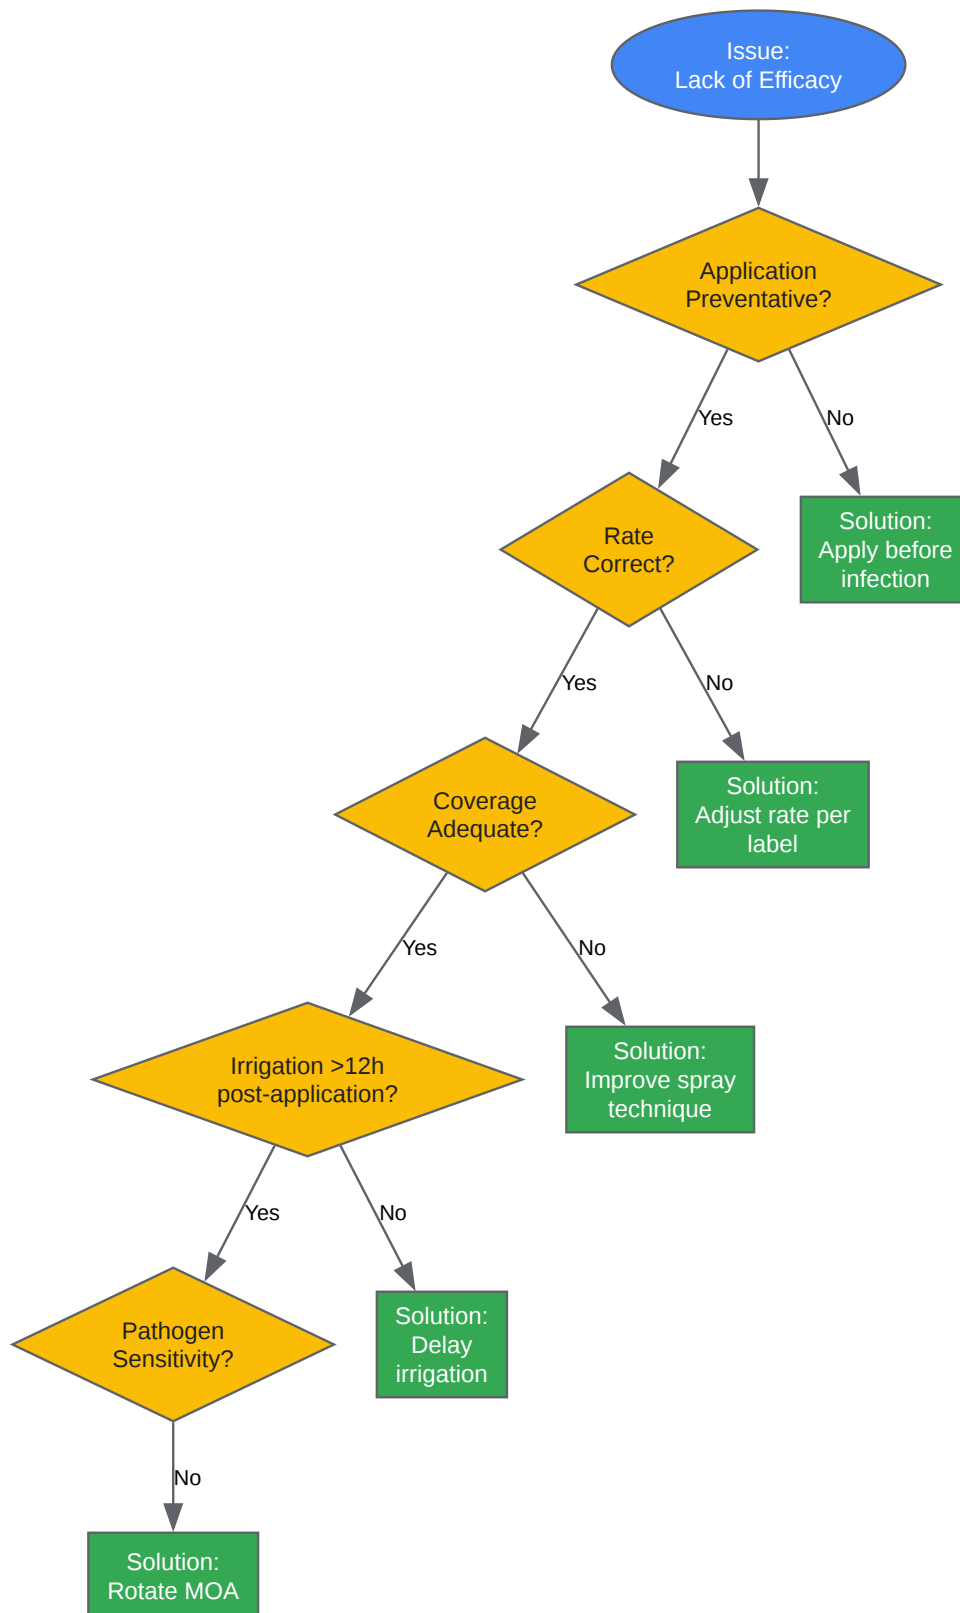 Issue:
Lack of Efficacy
Application
Preventative?
Yes
No
Rate
Correct?
Solution:
Apply before
infection
Yes
No
Coverage
Adequate?
Solution:
Adjust rate per
label
Yes
No
Irrigation >12h
post-application?
Solution:
Improve spray
technique
Yes
No
Pathogen
Sensitivity?
Solution:
Delay
irrigation
No
Solution:
Rotate MOA